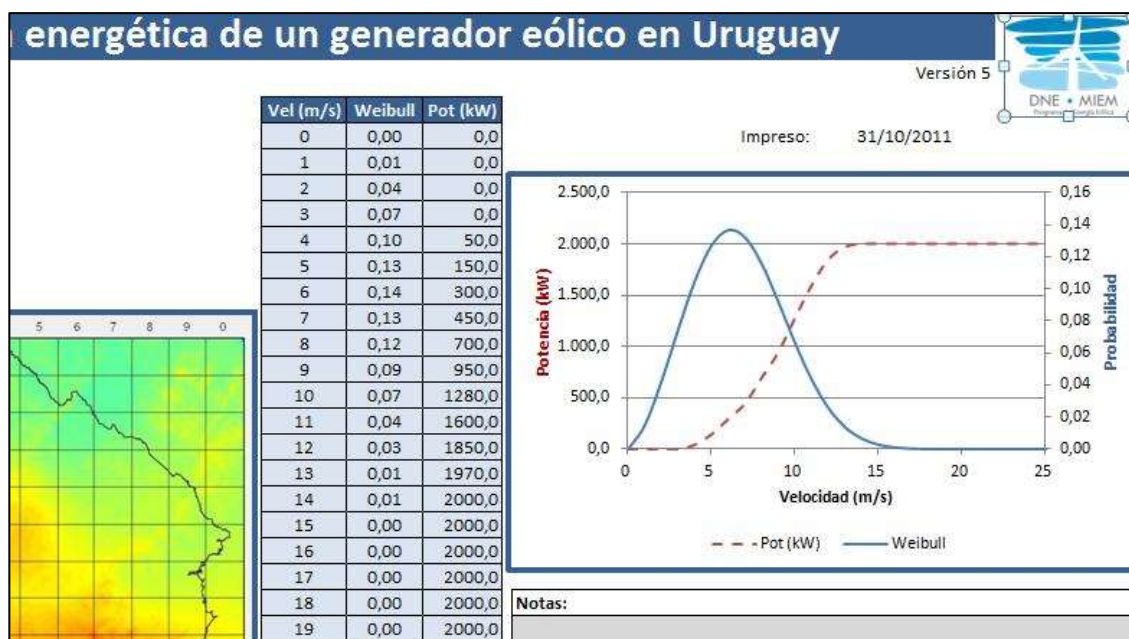 energética de un generador eólico en Uruguay
Versión 5
DNE • MIEM
Impreso: 31/10/2011
Vel (m/s) Weibull Pot (kW)
0 0,00 0,0
1 0,01 0,0
2 0,04 0,0
3 0,07 0,0
4 0,10 50,0
5 0,13 150,0
6 0,14 300,0
7 0,13 450,0
8 0,12 700,0
9 0,09 950,0
10 0,07 1280,0
11 0,04 1600,0
12 0,03 1850,0
13 0,01 1970,0
14 0,01 2000,0
15 0,00 2000,0
16 0,00 2000,0
17 0,00 2000,0
18 0,00 2000,0
19 0,00 2000,0
5 6 7 8 9 0
Potencia (kW)
2.500,0
2.000,0
1.500,0
1.000,0
500,0
0,0
0,16
0,14
0,12
0,10
0,08
0,06
0,04
0,02
0,00
Probabilidad
0 5 10 15 20 25
Velocidad (m/s)
Pot (kW) Weibull
Notas: